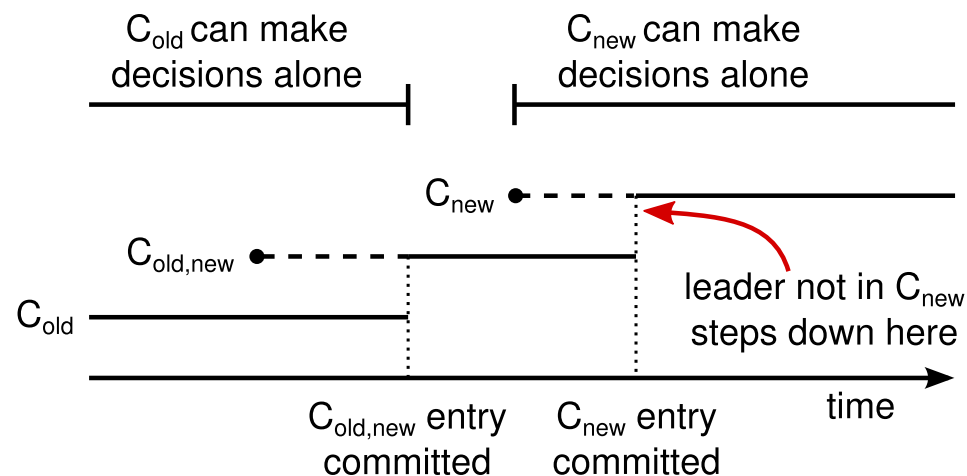 C_old can make
decisions alone
C_new can make
decisions alone
C_new
C_old,new
C_old
leader not in C_new
steps down here
time
C_old,new entry
committed
C_new entry
committed